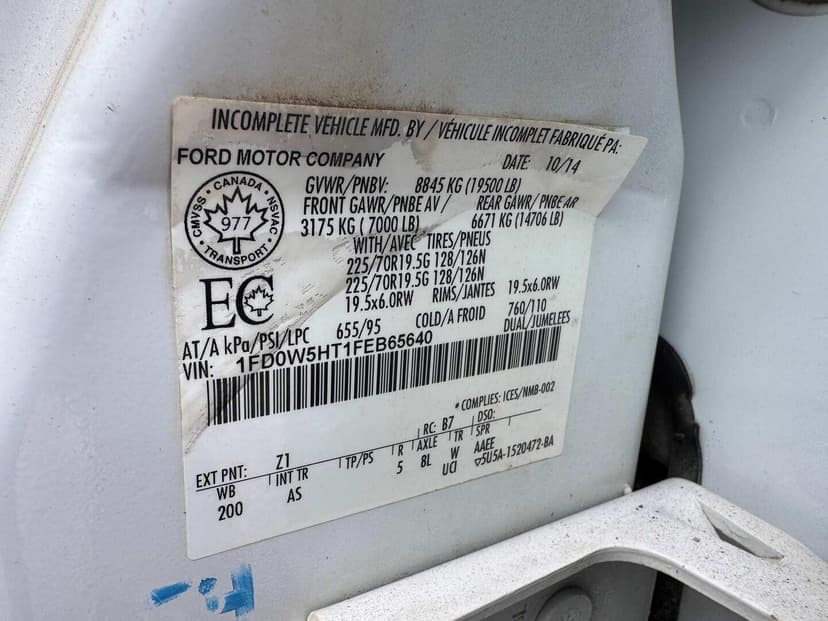 INCOMPLETE VEHICLE MFD. BY / VÉHICULE INCOMPLET FABRIQUÉ PA:
FORD MOTOR COMPANY DATE: 10/14
GVWR/PNBV: 8845 KG (19500 LB)
FRONT GAWR/PNBE AV / REAR GAWR/ PNBE AR
3175 KG ( 7000 LB) 6671 KG (14706 LB)
WITH/AVEC TIRES/PNEUS
225/70R19.5G 128/126N
225/70R19.5G 128/126N
19.5x6.0RW RIMS/JANTES 19.5x6.0RW
CMVSS · CANADA · NSVAC
977
· TRANSPORT ·
EC
AT/A kPa/PSI/LPC 655/95 COLD/A FROID 760/110
DUAL/JUMELEES
VIN: 1FD0W5HT1FEB65640
* COMPLIES: ICES/NMB-002
RC: B7 DSO:
EXT PNT: Z1 TP/PS R AXLE TR SPR
WB INT TR 5 8L W AAEE
200 AS UCI ▽5U5A-1520472-BA